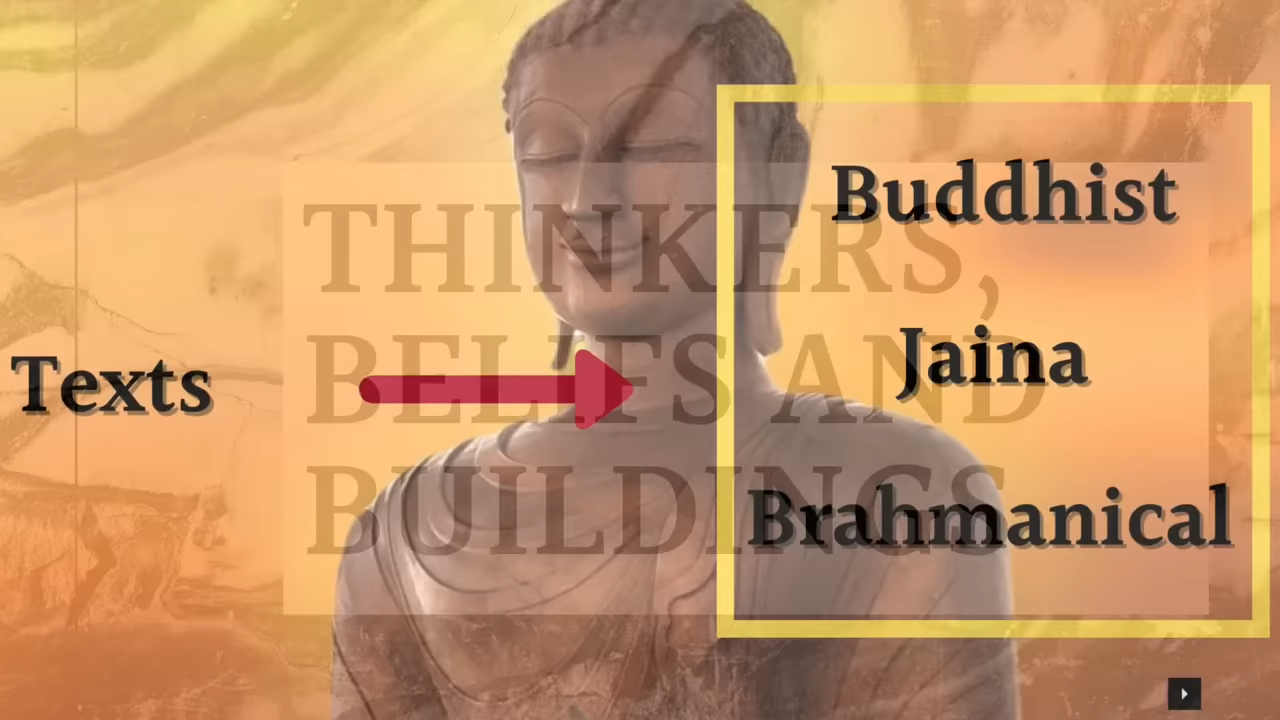 THINKERS,
BELIEFS AND
BUILDINGS
Texts
Buddhist
Jaina
Brahmanical